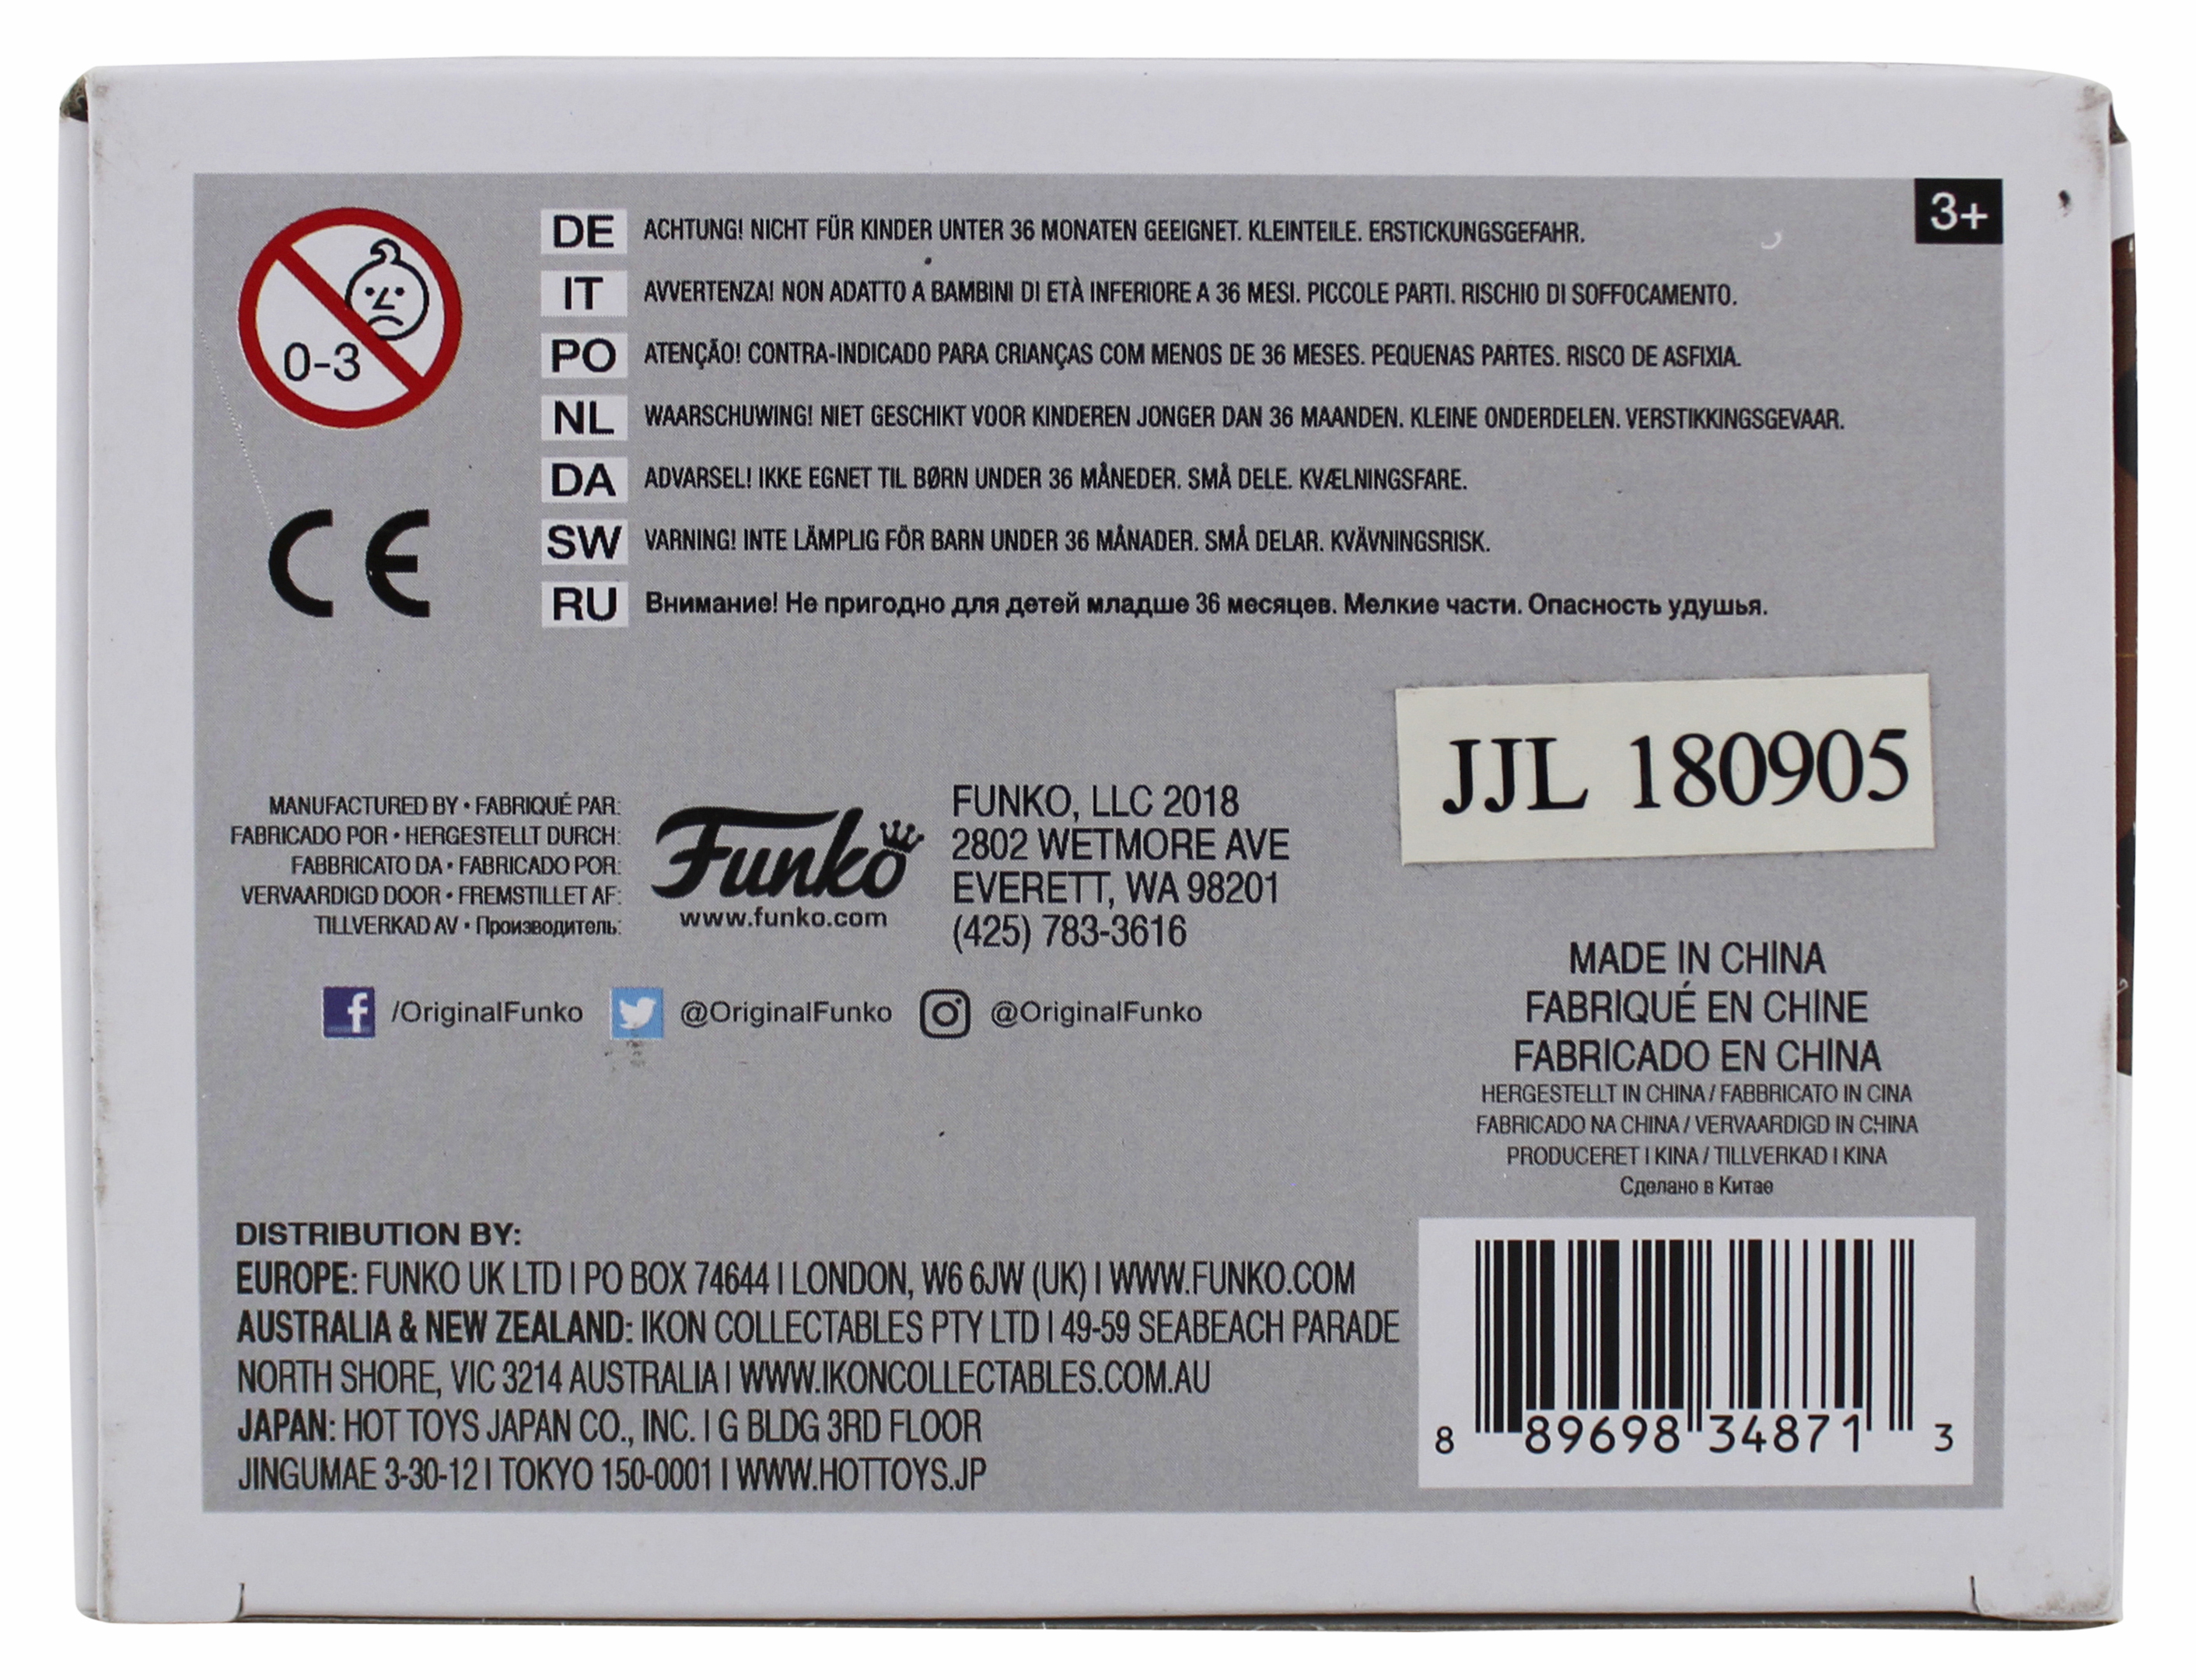 3+
0-3
DE ACHTUNG! NICHT FÜR KINDER UNTER 36 MONATEN GEEIGNET. KLEINTEILE. ERSTICKUNGSGEFAHR.
IT AVVERTENZA! NON ADATTO A BAMBINI DI ETÀ INFERIORE A 36 MESI. PICCOLE PARTI. RISCHIO DI SOFFOCAMENTO.
PO ATENÇÃO! CONTRA-INDICADO PARA CRIANÇAS COM MENOS DE 36 MESES. PEQUENAS PARTES. RISCO DE ASFIXIA.
NL WAARSCHUWING! NIET GESCHIKT VOOR KINDEREN JONGER DAN 36 MAANDEN. KLEINE ONDERDELEN. VERSTIKKINGSGEVAAR.
DA ADVARSEL! IKKE EGNET TIL BØRN UNDER 36 MÅNEDER. SMÅ DELE. KVÆLNINGSFARE.
SW VARNING! INTE LÄMPLIG FÖR BARN UNDER 36 MÅNADER. SMÅ DELAR. KVÄVNINGSRISK.
RU Внимание! Не пригодно для детей младше 36 месяцев. Мелкие части. Опасность удушья.
CE
JJL 180905
MANUFACTURED BY • FABRIQUÉ PAR:
FABRICADO POR • HERGESTELLT DURCH:
FABBRICATO DA • FABRICADO POR:
VERVAARDIGD DOOR • FREMSTILLET AF:
TILLVERKAD AV • Производитель:
Funko
www.funko.com
FUNKO, LLC 2018
2802 WETMORE AVE
EVERETT, WA 98201
(425) 783-3616
f /OriginalFunko @OriginalFunko @OriginalFunko
MADE IN CHINA
FABRIQUÉ EN CHINE
FABRICADO EN CHINA
HERGESTELLT IN CHINA / FABBRICATO IN CINA
FABRICADO NA CHINA / VERVAARDIGD IN CHINA
PRODUCERET I KINA / TILLVERKAD I KINA
Сделано в Китае
DISTRIBUTION BY:
EUROPE: FUNKO UK LTD | PO BOX 74644 | LONDON, W6 6JW (UK) | WWW.FUNKO.COM
AUSTRALIA & NEW ZEALAND: IKON COLLECTABLES PTY LTD | 49-59 SEABEACH PARADE
NORTH SHORE, VIC 3214 AUSTRALIA | WWW.IKONCOLLECTABLES.COM.AU
JAPAN: HOT TOYS JAPAN CO., INC. | G BLDG 3RD FLOOR
JINGUMAE 3-30-12 | TOKYO 150-0001 | WWW.HOTTOYS.JP
8 89698 34871 3